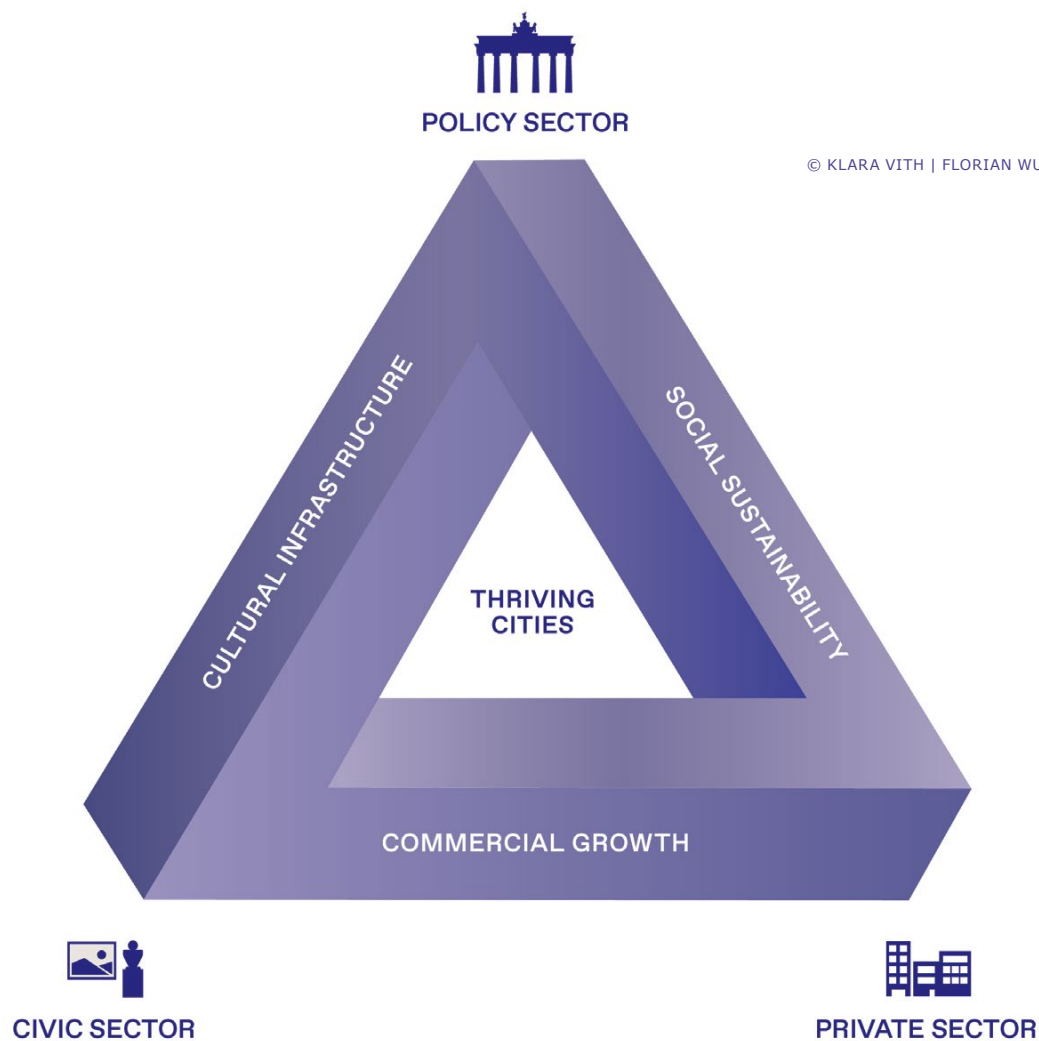 POLICY SECTOR
© KLARA VITH | FLORIAN
CULTURAL INFRASTRUCTURE
SOCIAL SUSTAINABILITY
THRIVING
CITIES
COMMERCIAL GROWTH
CIVIC SECTOR
PRIVATE SECTOR